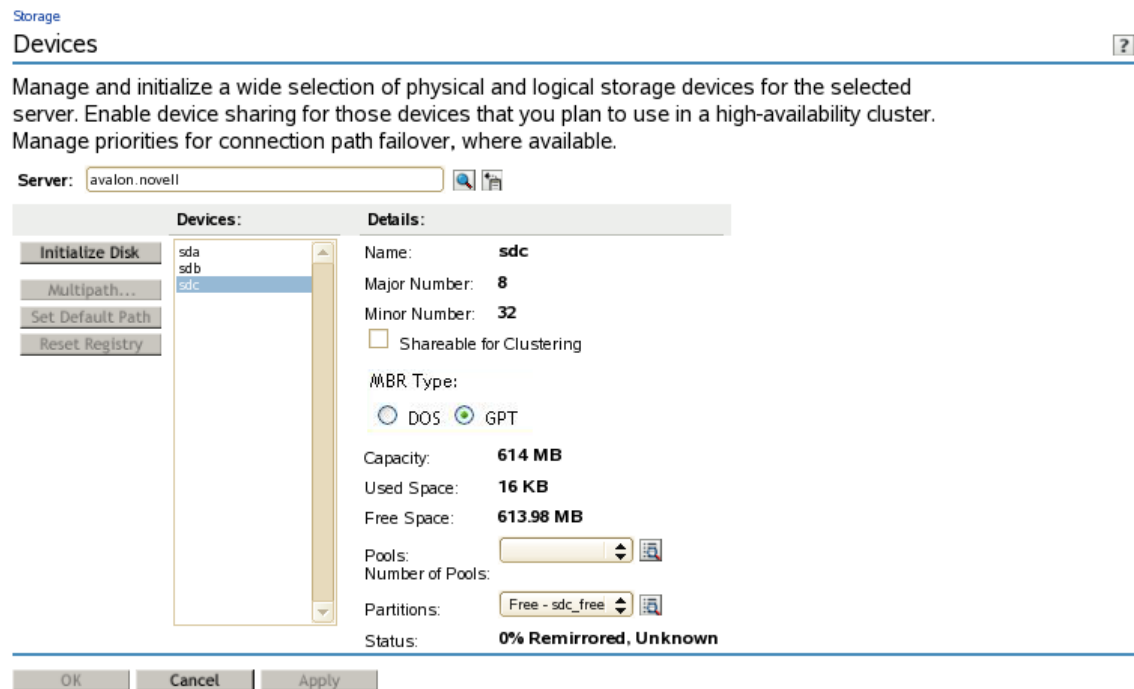 Storage
Devices
?
Manage and initialize a wide selection of physical and logical storage devices for the selected
server. Enable device sharing for those devices that you plan to use in a high-availability cluster.
Manage priorities for connection path failover, where available.
Server: avalon.novell
Devices: Details:
Initialize Disk
Multipath...
Set Default Path
Reset Registry
sda
sdb
sdc
Name: sdc
Major Number: 8
Minor Number: 32
Shareable for Clustering
MBR Type:
DOS GPT
Capacity: 614 MB
Used Space: 16 KB
Free Space: 613.98 MB
Pools:
Number of Pools:
Partitions: Free - sdc_free
Status: 0% Remirrored, Unknown
OK Cancel Apply